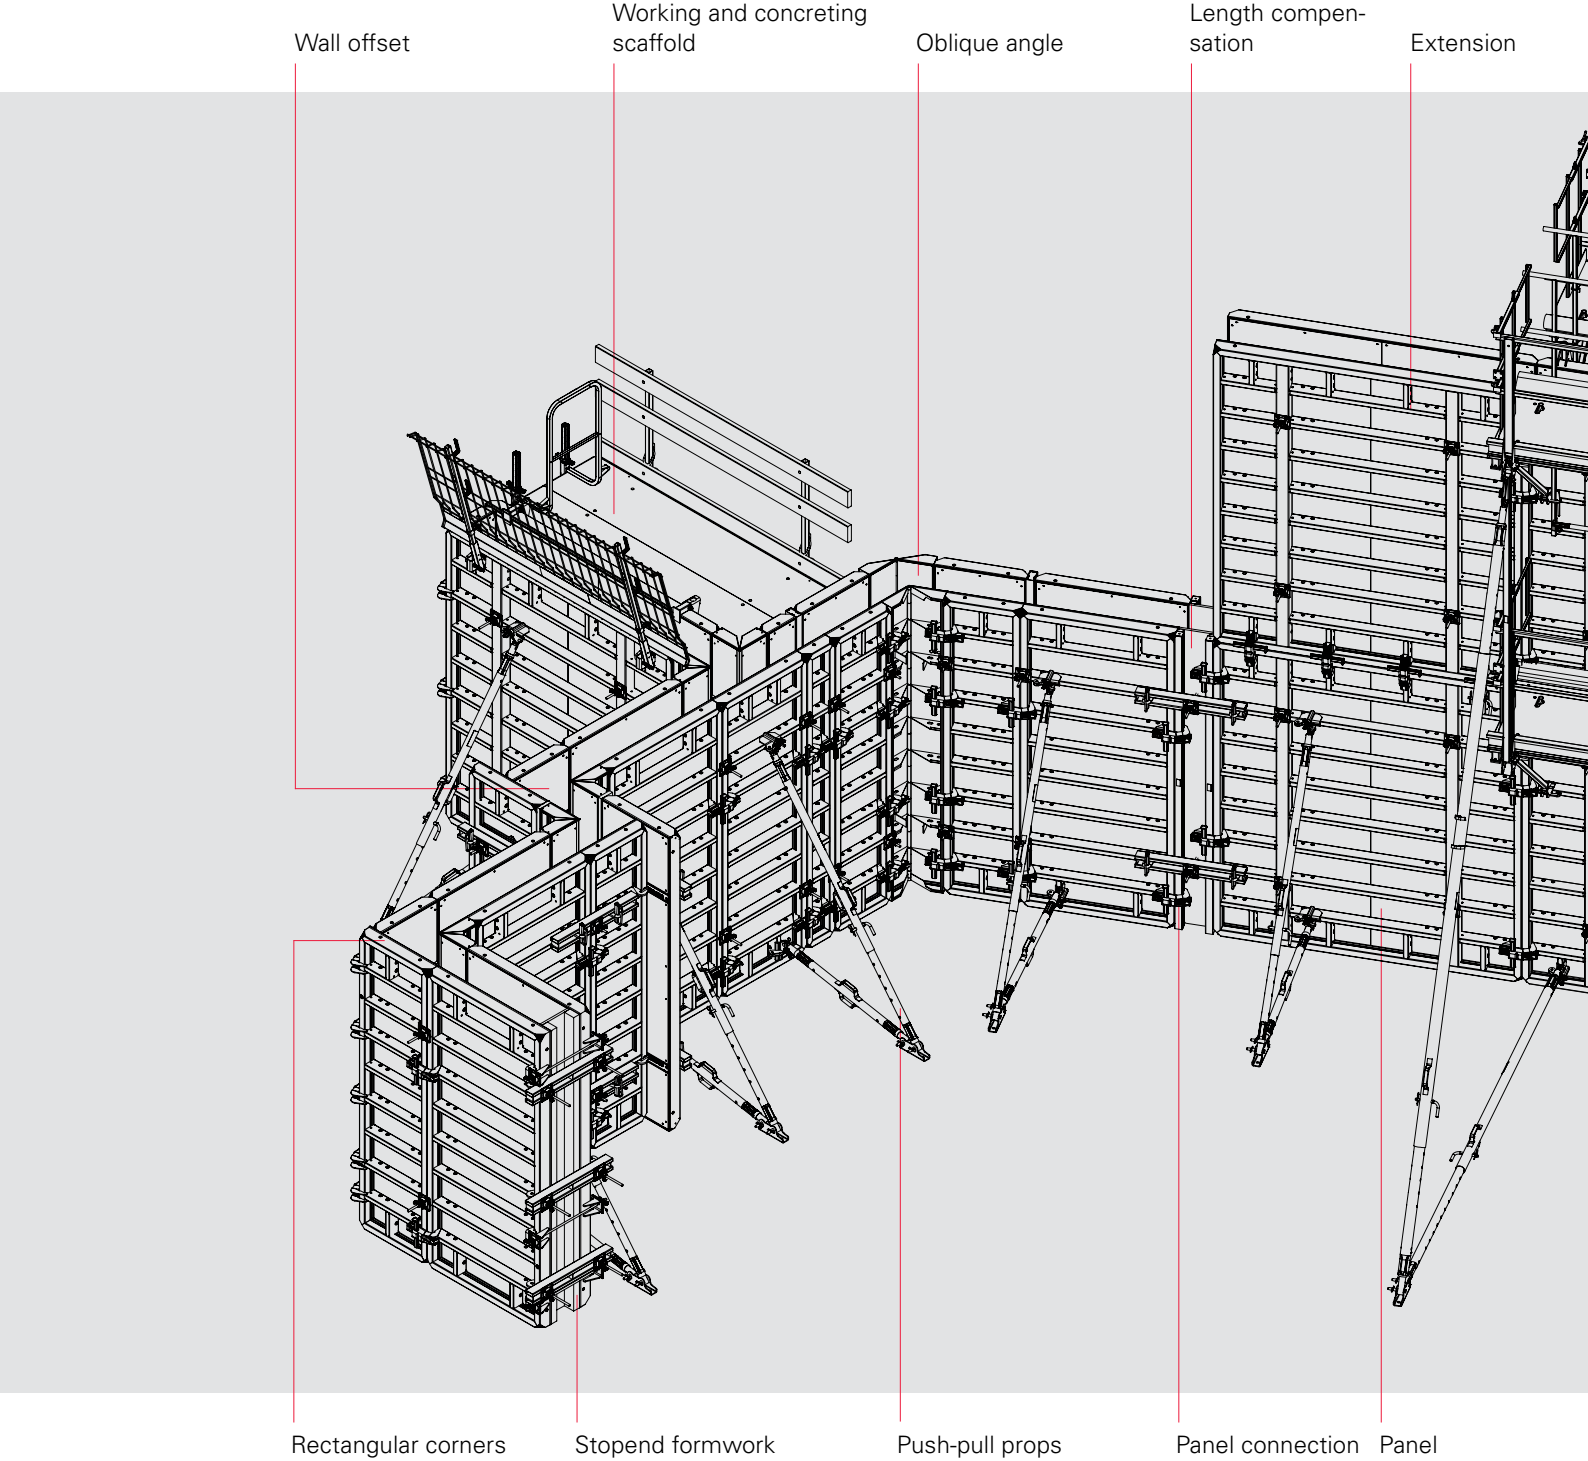 Wall offset
Working and concreting
scaffold
Oblique angle
Length compen-
sation
Extension
Rectangular corners
Stopend formwork
Push-pull props
Panel connection
Panel